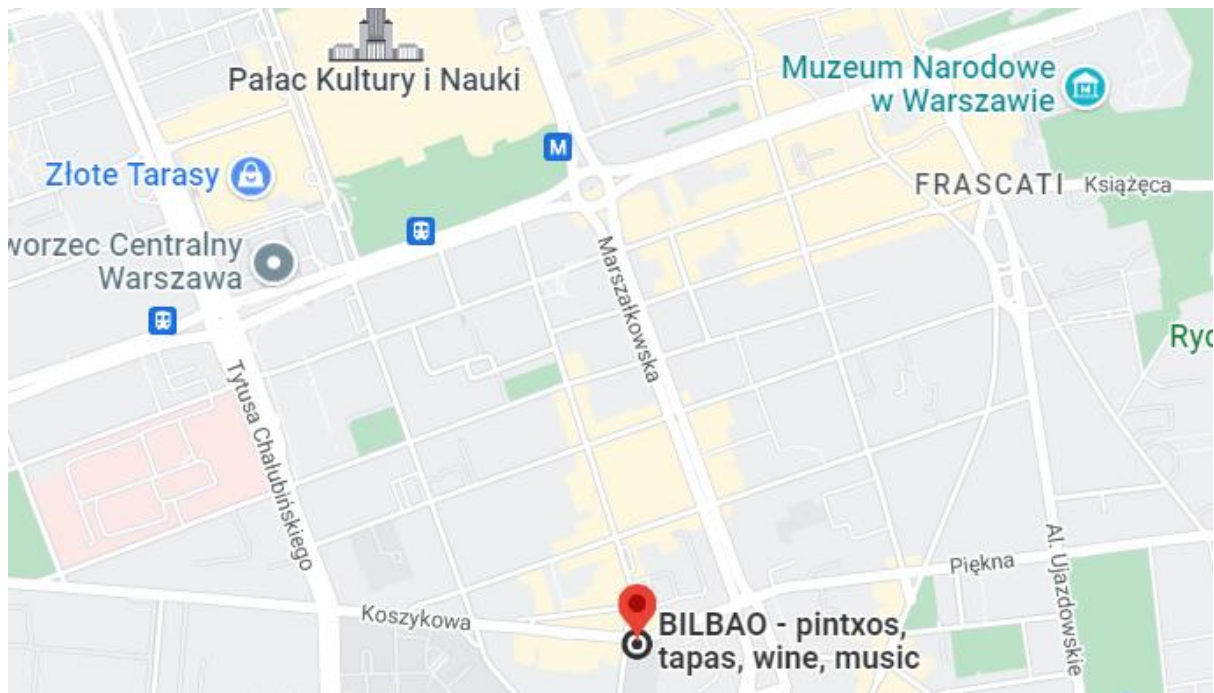 Pałac Kultury i Nauki
Muzeum Narodowe
w Warszawie
M
Złote Tarasy
FRASCATI
Książęca
worzec Centralny
Warszawa
Marszałkowska
Ryd
Tytusa Chałubińskiego
Al. Ujazdowskie
Piękna
Koszykowa
BILBAO - pintxos,
tapas, wine, music